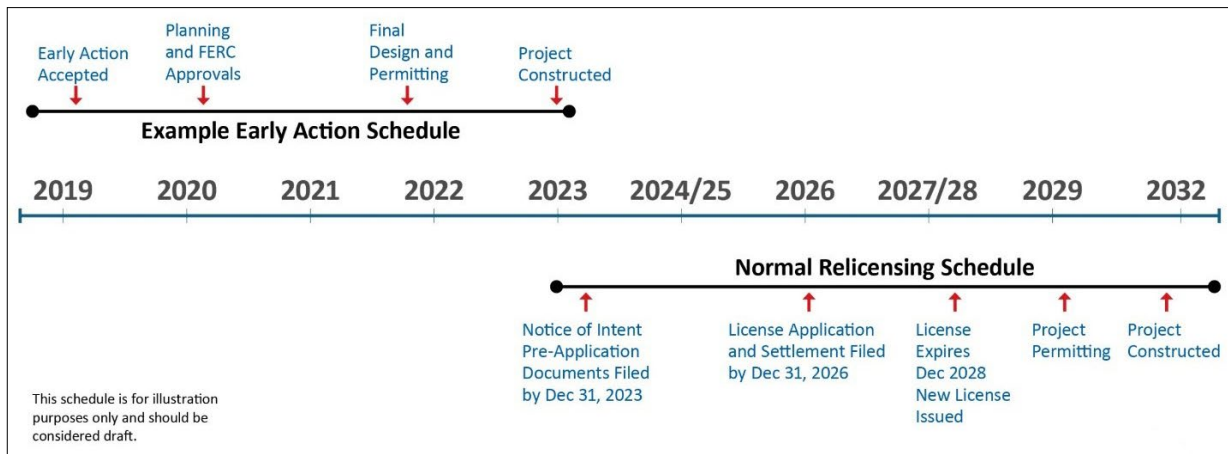 Early Action
Accepted
Planning
and FERC
Approvals
Final
Design and
Permitting
Project
Constructed
Example Early Action Schedule
2019 2020 2021 2022 2023 2024/25 2026 2027/28 2029 2032
Normal Relicensing Schedule
Notice of Intent
Pre-Application
Documents Filed
by Dec 31, 2023
License Application
and Settlement Filed
by Dec 31, 2026
License
Expires
Dec 2028
New License
Issued
Project
Permitting
Project
Constructed
This schedule is for illustration
purposes only and should be
considered draft.